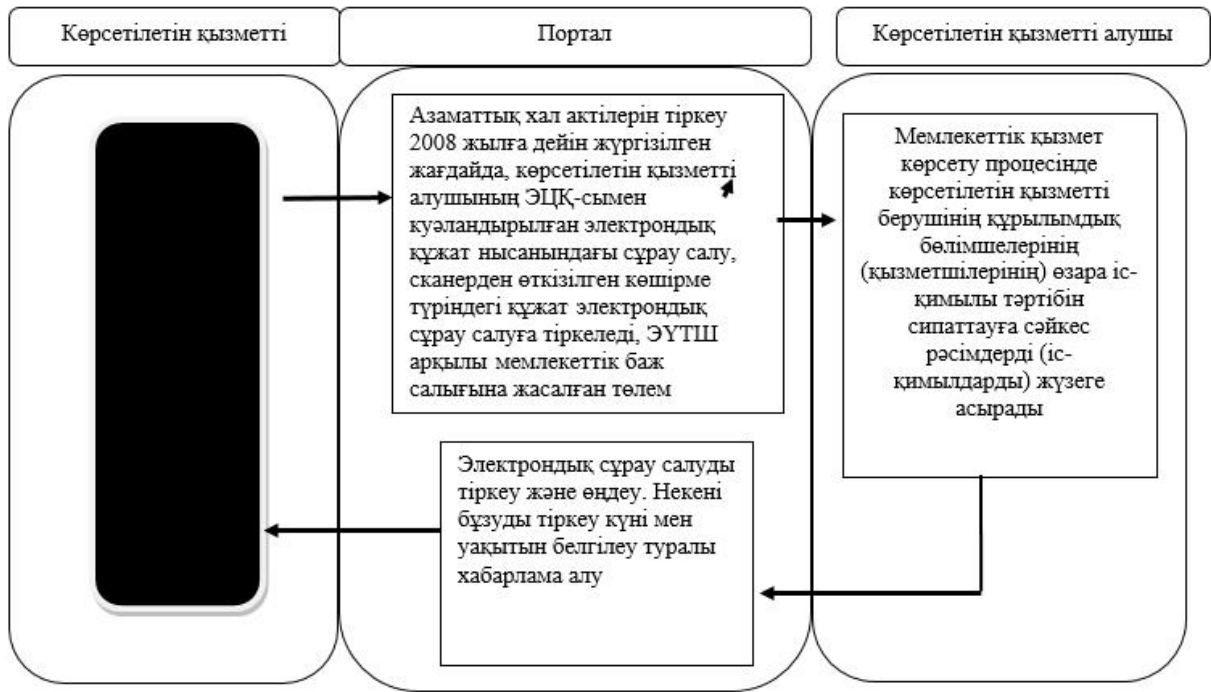 Көрсетілетін қызметті
Портал
Көрсетілетін қызметті алушы
Азаматтық хал актілерін тіркеу
2008 жылға дейін жүргізілген
жағдайда, көрсетілетін қызметті
алушының ЭЦҚ-сымен
куәландырылған электрондық
құжат нысанындағы сұрау салу,
сканерден өткізілген көшірме
түріндегі құжат электрондық
сұрау салуға тіркеледі, ЭҮТШ
арқылы мемлекеттік баж
салығына жасалған төлем
Мемлекеттік қызмет
көрсету процесінде
көрсетілетін қызметті
берушінің құрылымдық
бөлімшелерінің
(қызметшілерінің) өзара іс-
қимылы тәртібін
сипаттауға сәйкес
рәсімдерді (іс-
қимылдарды) жүзеге
асырады
Электрондық сұрау салуды
тіркеу және өңдеу. Некені
бұзуды тіркеу күні мен
уақытын белгілеу туралы
хабарлама алу